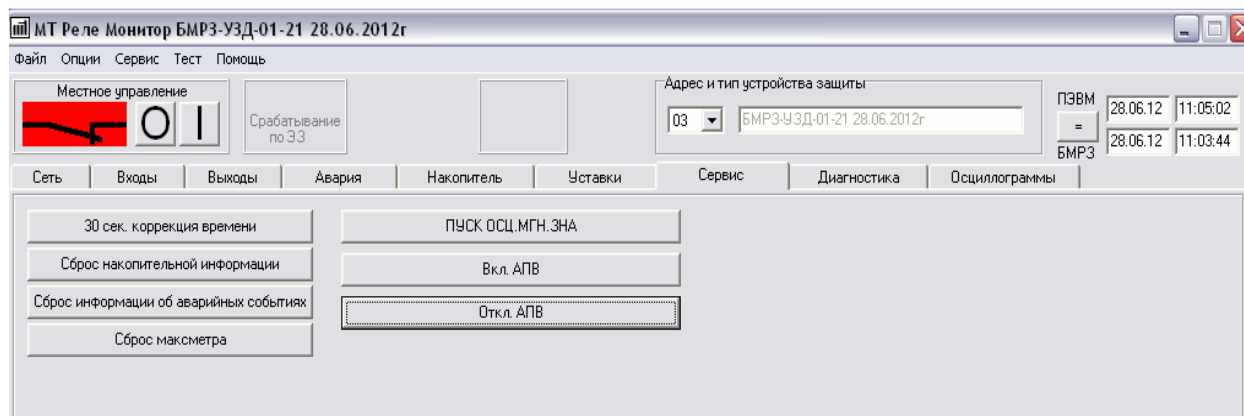 МТ Реле Монитор БМРЗ-УЗД-01-21 28.06.2012г
Файл Опции Сервис Тест Помощь
Местное управление
O I
Срабатывание
по ЭЗ
Адрес и тип устройства защиты
03 БМРЗ-УЗД-01-21 28.06.2012г
ПЭВМ 28.06.12 11:05:02
=
БМРЗ 28.06.12 11:03:44
Сеть Входы Выходы Авария Накопитель Уставки Сервис Диагностика Осциллограммы
30 сек. коррекция времени
ПУСК ОСЦ.МГН.ЗНА
Сброс накопительной информации
Вкл. АПВ
Сброс информации об аварийных событиях
Откл. АПВ
Сброс максметра